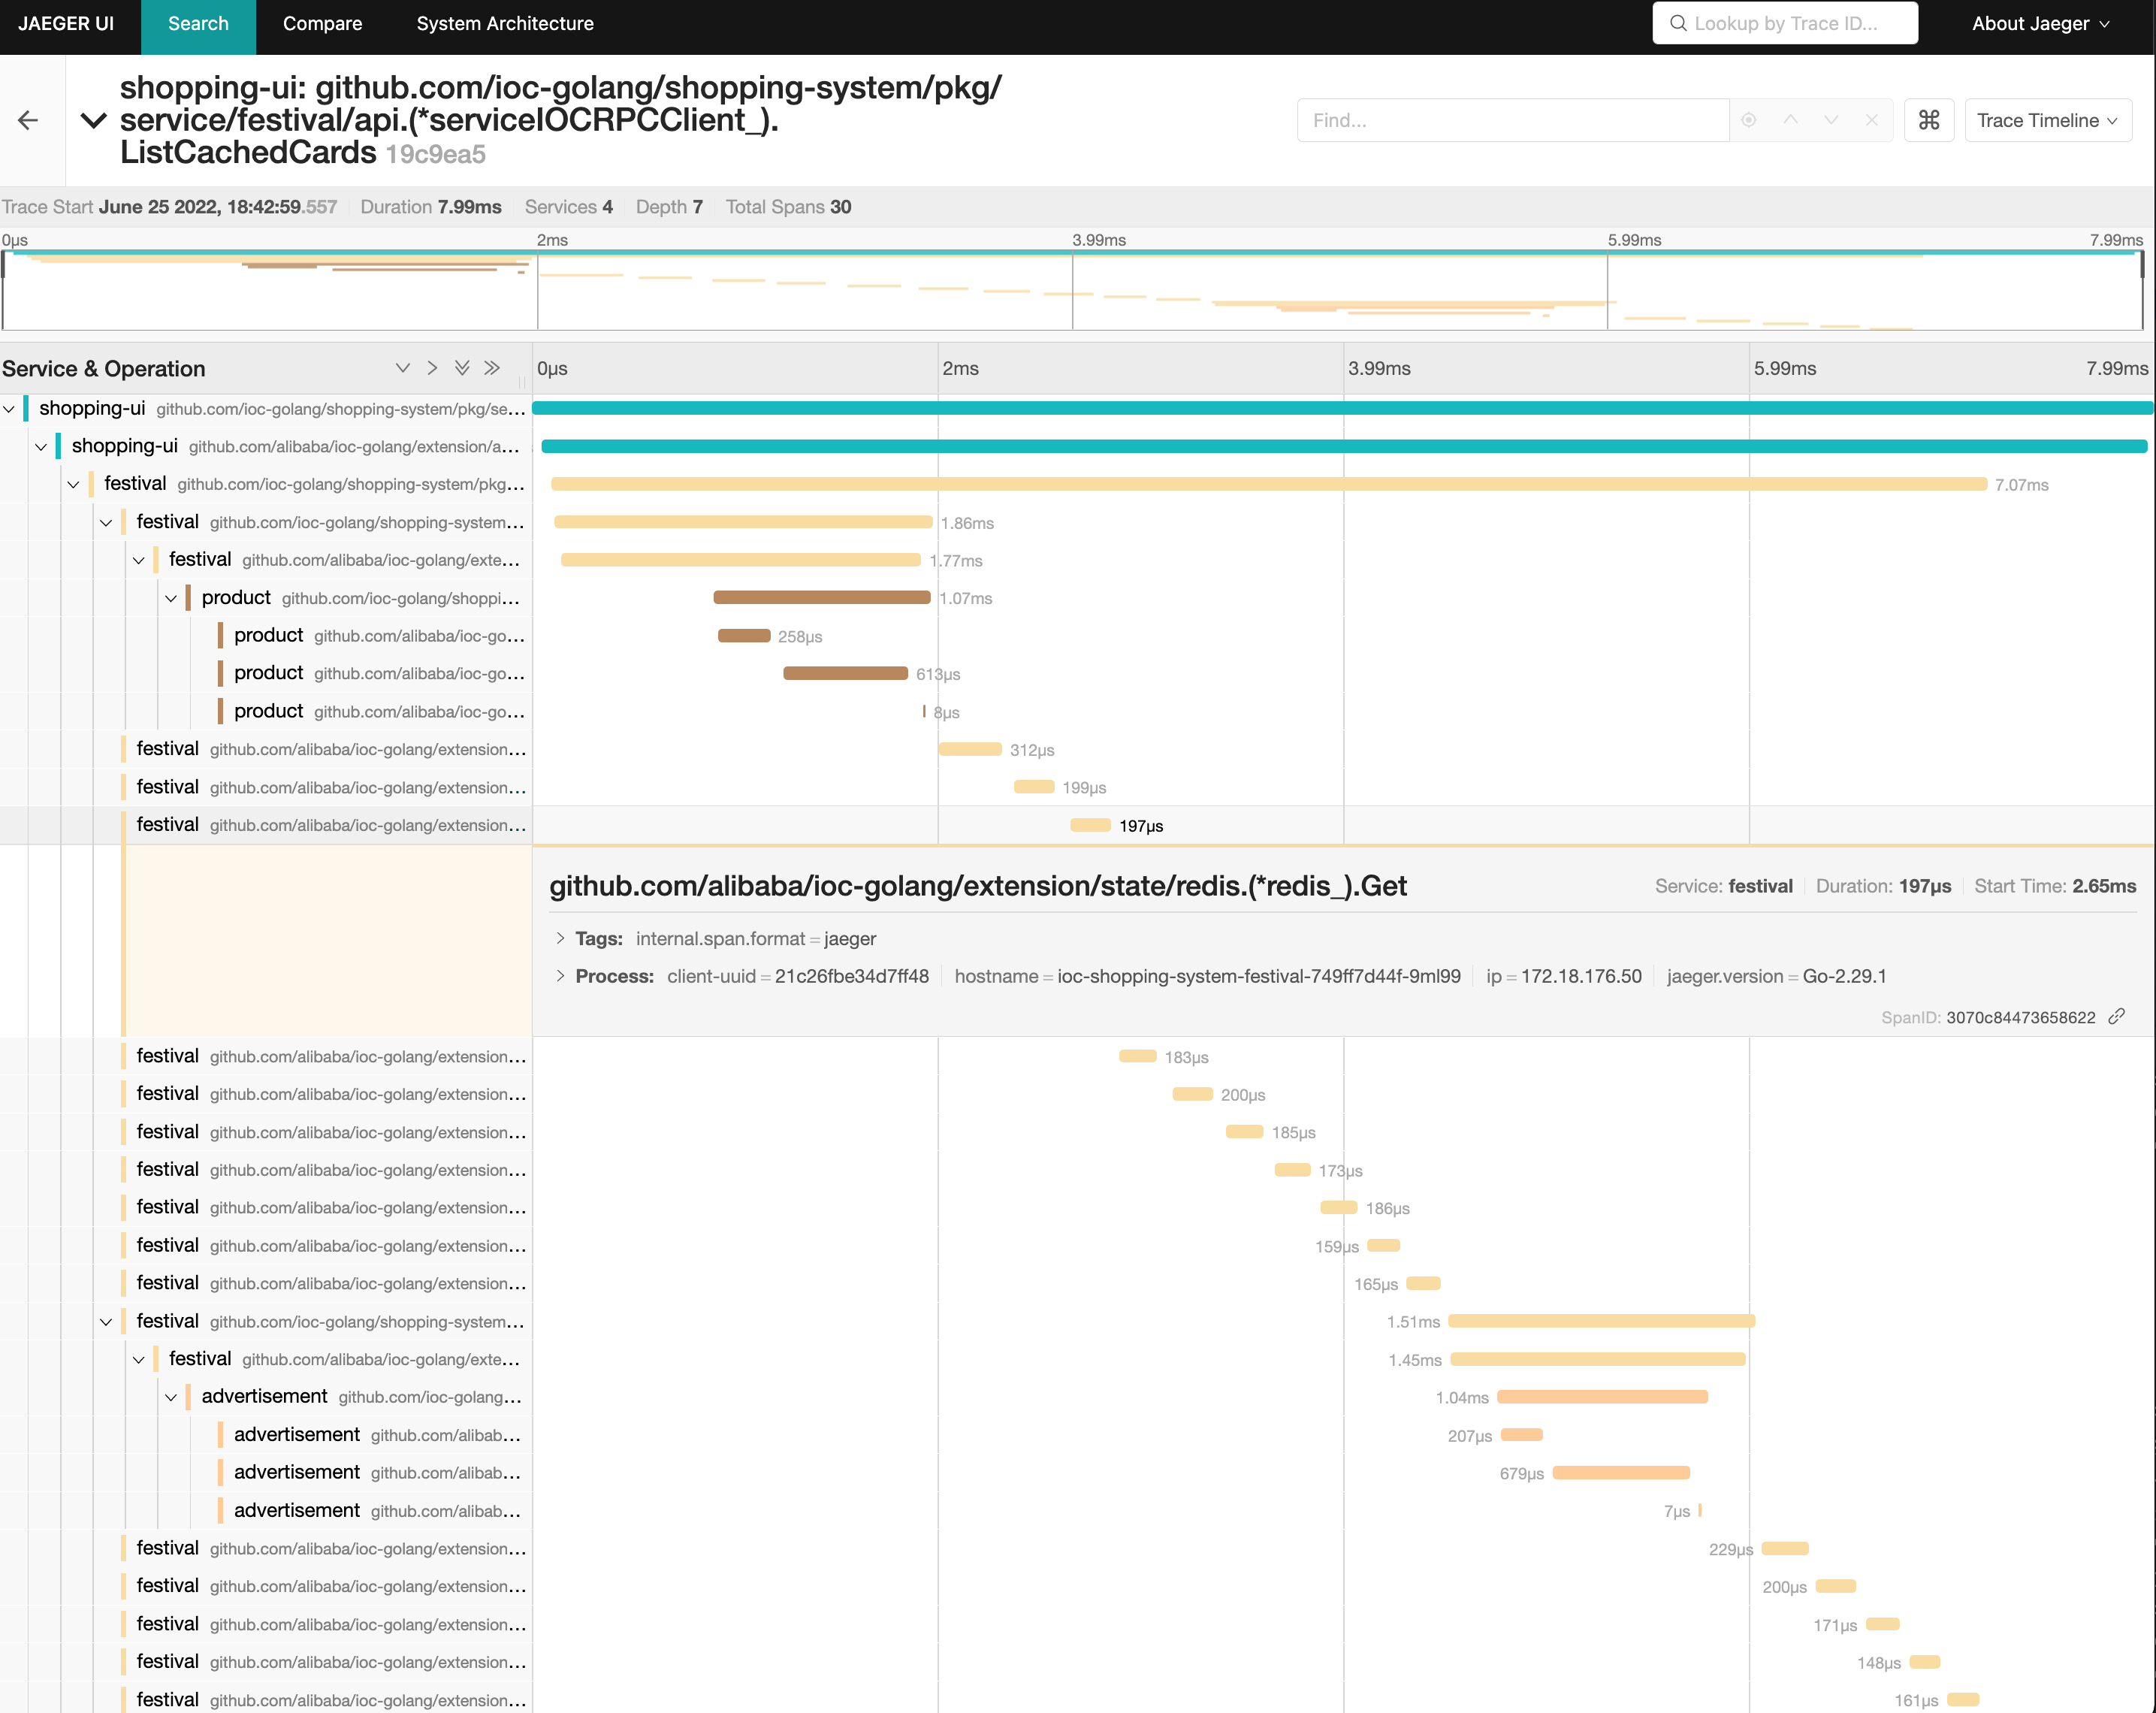 JAEGER UI Search Compare System Architecture Lookup by Trace ID... About Jaeger
shopping-ui: github.com/ioc-golang/shopping-system/pkg/
service/festival/api.(*serviceIOCRPCClient_).
ListCachedCards 19c9ea5
Find... ⌘ Trace Timeline
Trace Start June 25 2022, 18:42:59.557 Duration 7.99ms Services 4 Depth 7 Total Spans 30
0μs 2ms 3.99ms 5.99ms 7.99ms
Service & Operation 0μs 2ms 3.99ms 5.99ms 7.99ms
shopping-ui github.com/ioc-golang/shopping-system/pkg/se...
shopping-ui github.com/alibaba/ioc-golang/extension/a...
festival github.com/ioc-golang/shopping-system/pkg... 7.07ms
festival github.com/ioc-golang/shopping-system... 1.86ms
festival github.com/alibaba/ioc-golang/exte... 1.77ms
product github.com/ioc-golang/shoppi... 1.07ms
product github.com/alibaba/ioc-go... 258μs
product github.com/alibaba/ioc-go... 613μs
product github.com/alibaba/ioc-go... 8μs
festival github.com/alibaba/ioc-golang/extension... 312μs
festival github.com/alibaba/ioc-golang/extension... 199μs
festival github.com/alibaba/ioc-golang/extension... 197μs
github.com/alibaba/ioc-golang/extension/state/redis.(*redis_).Get Service: festival Duration: 197μs Start Time: 2.65ms
Tags: internal.span.format = jaeger
Process: client-uuid = 21c26fbe34d7ff48 hostname = ioc-shopping-system-festival-749ff7d44f-9ml99 ip = 172.18.176.50 jaeger.version = Go-2.29.1
SpanID: 3070c84473658622
festival github.com/alibaba/ioc-golang/extension... 183μs
festival github.com/alibaba/ioc-golang/extension... 200μs
festival github.com/alibaba/ioc-golang/extension... 185μs
festival github.com/alibaba/ioc-golang/extension... 173μs
festival github.com/alibaba/ioc-golang/extension... 186μs
festival github.com/alibaba/ioc-golang/extension... 159μs
festival github.com/alibaba/ioc-golang/extension... 165μs
festival github.com/ioc-golang/shopping-system... 1.51ms
festival github.com/alibaba/ioc-golang/exte... 1.45ms
advertisement github.com/ioc-golang... 1.04ms
advertisement github.com/alibab... 207μs
advertisement github.com/alibab... 679μs
advertisement github.com/alibab... 7μs
festival github.com/alibaba/ioc-golang/extension... 229μs
festival github.com/alibaba/ioc-golang/extension... 200μs
festival github.com/alibaba/ioc-golang/extension... 171μs
festival github.com/alibaba/ioc-golang/extension... 148μs
festival github.com/alibaba/ioc-golang/extension... 161μs